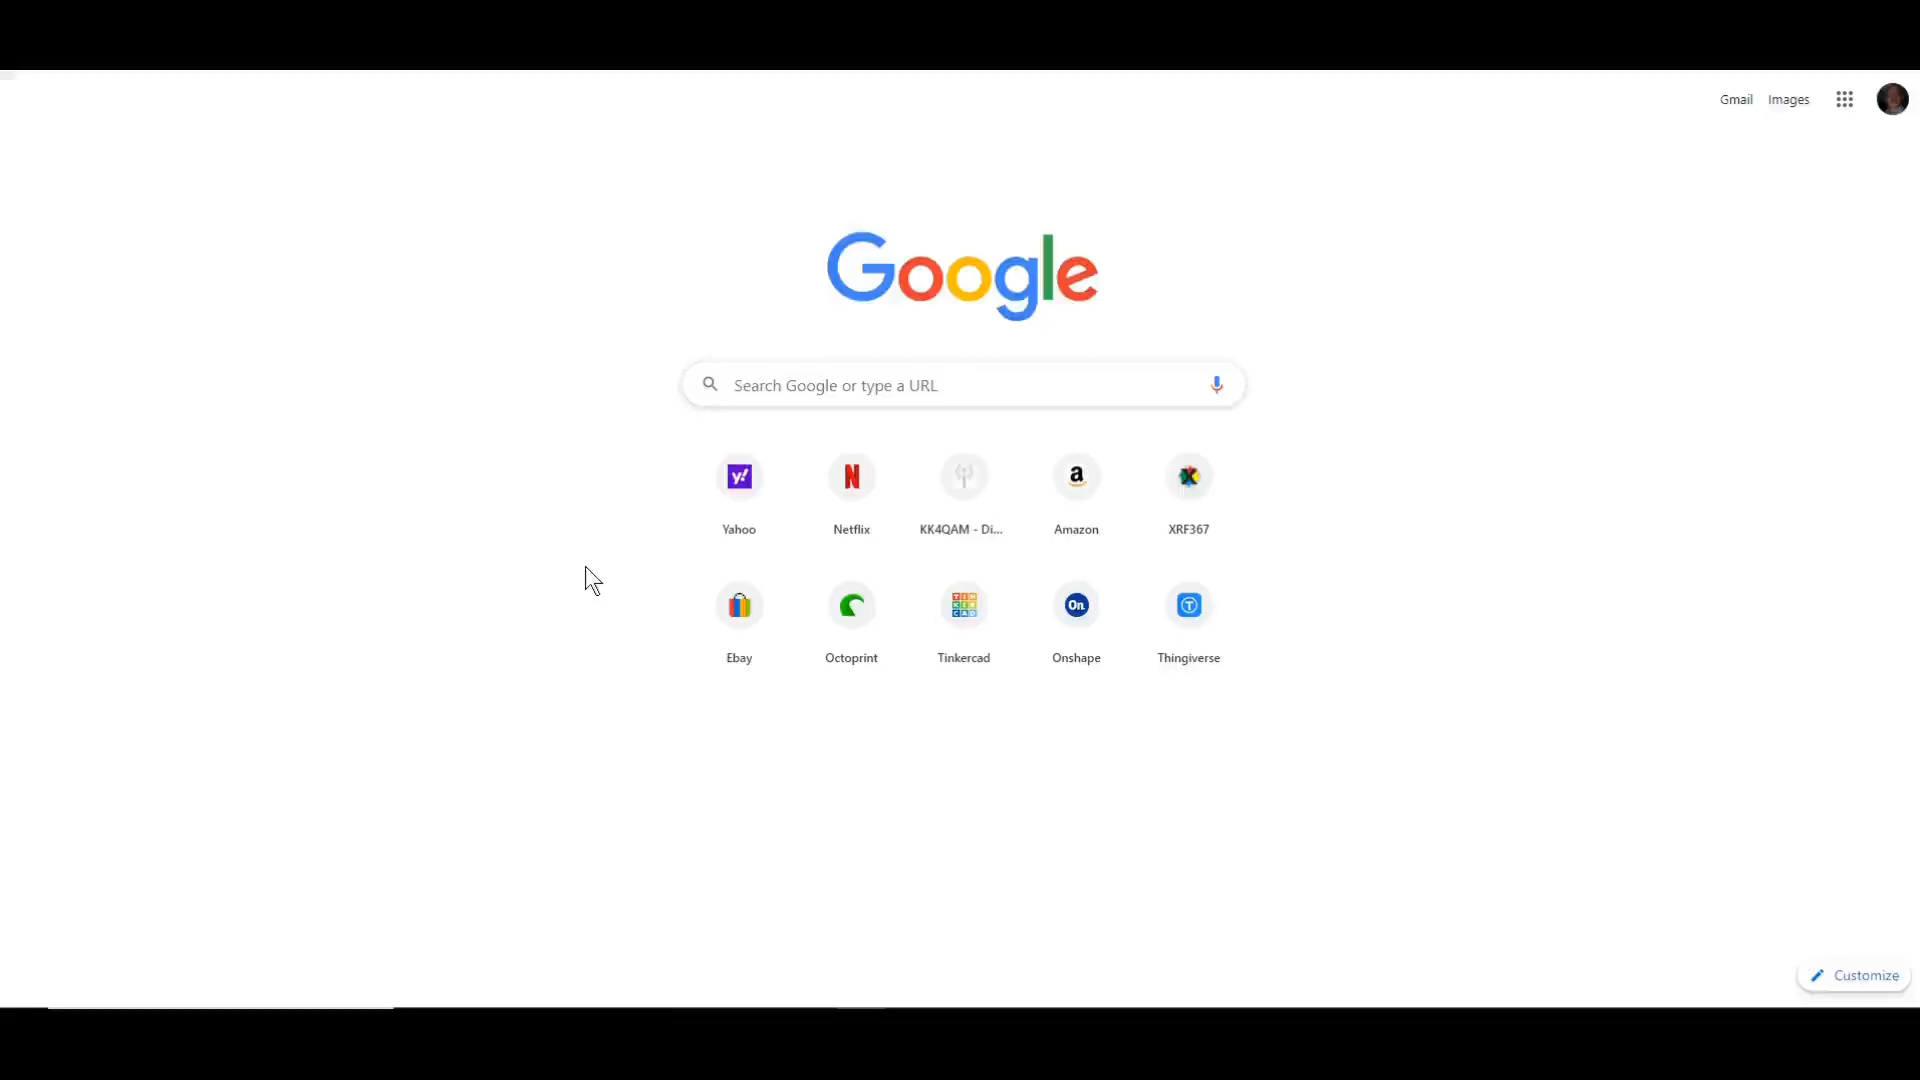 Gmail Images
Google
Search Google or type a URL
Yahoo Netflix KK4QAM - Di... Amazon XRF367
Ebay Octoprint Tinkercad Onshape Thingiverse
Customize